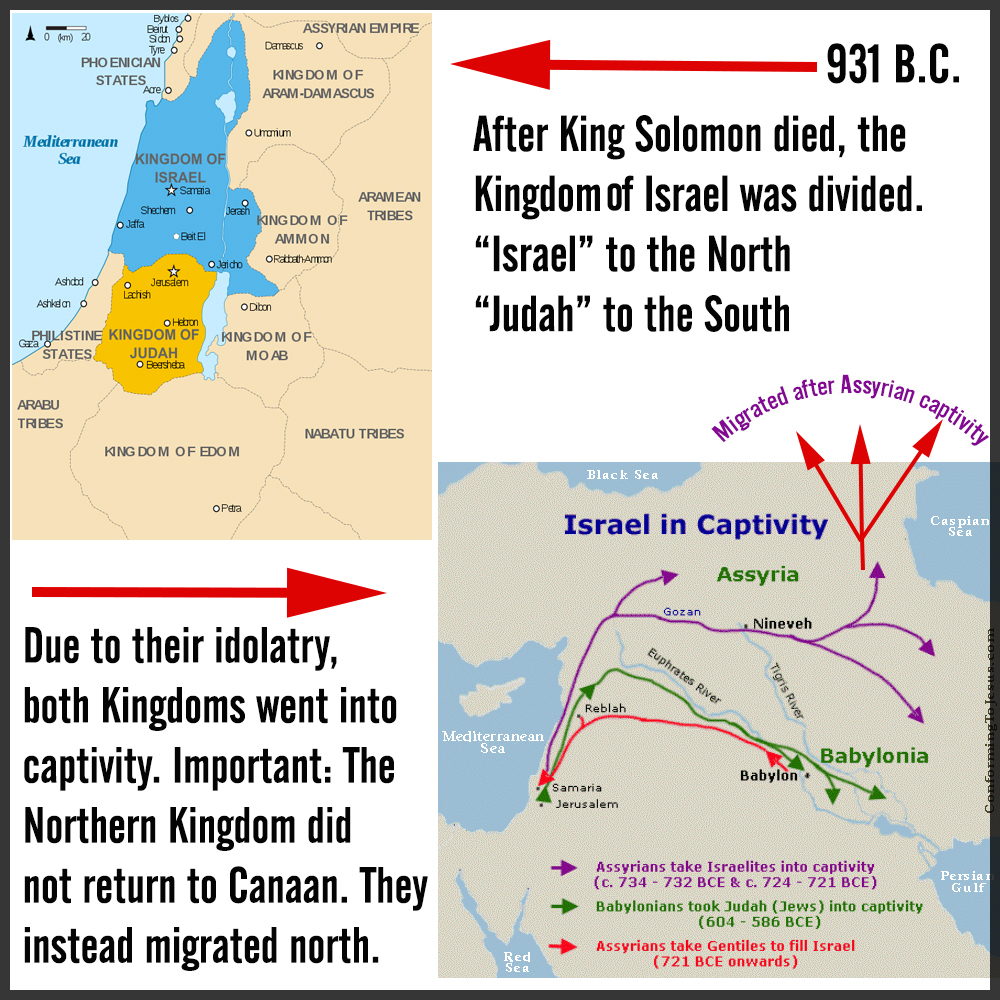 Byblos
Beirut
Sidon
Tyre
0 (km) 20
ASSYRIAN EMPIRE
Damascus
PHOENICIAN
STATES
KINGDOM OF
ARAM-DAMASCUS
Acre
Urmomium
Mediterranean
Sea
KINGDOM OF
ISRAEL
Samaria
Shechem
Jerash
ARAMEAN
TRIBES
Jaffa
KINGDOM OF
AMMON
Beit El
Jericho
Rabbath-Ammon
Ashdod
Jerusalem
Lachish
Ashkelon
Dibon
Hebron
Gaza
PHILISTINE
STATES
KINGDOM OF
JUDAH
Beersheba
KINGDOM OF
MOAB
ARABU
TRIBES
NABATU TRIBES
KINGDOM OF EDOM
Petra
931 B.C.
After King Solomon died, the
Kingdom of Israel was divided.
“Israel” to the North
“Judah” to the South
Migrated after Assyrian captivity
Due to their idolatry,
both Kingdoms went into
captivity. Important: The
Northern Kingdom did
not return to Canaan. They
instead migrated north.
Black Sea
Caspian
Sea
Israel in Captivity
Assyria
Gozan
Nineveh
Euphrates River
Tigris River
Reblah
Mediterranean
Sea
Babylonia
Babylon
Samaria
Jerusalem
Persian
Gulf
Red
Sea
Assyrians take Israelites into captivity
(c. 734 - 732 BCE & c. 724 - 721 BCE)
Babylonians took Judah (Jews) into captivity
(604 - 586 BCE)
Assyrians take Gentiles to fill Israel
(721 BCE onwards)
ConformingToJesus.com